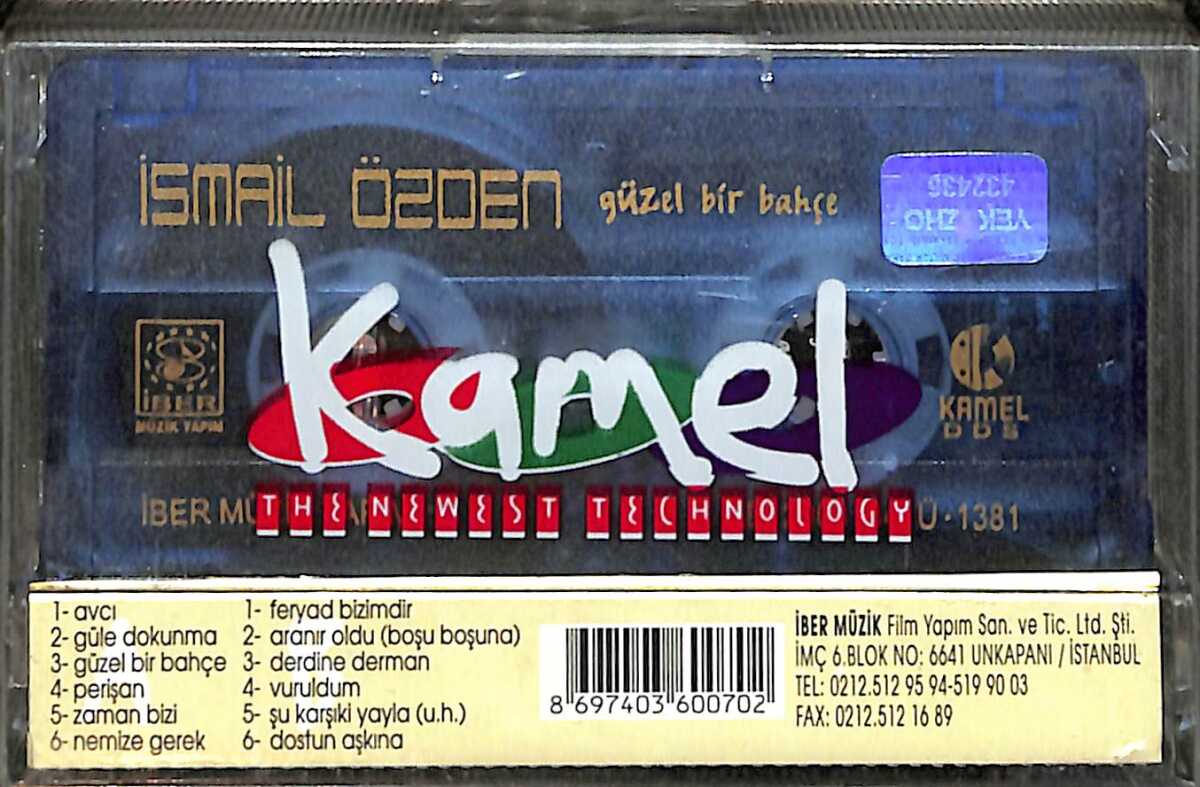 İSMAİL ÖZDEN güzel bir bahçe
YEK ZHO
432436
Kamel
İBER
MÜZİK YAPIM
KAMEL
DDS
THE NEWEST TECHNOLOGY
İBER
Ü · 1381
1- avcı
2- güle dokunma
3- güzel bir bahçe
4- perişan
5- zaman bizi
6- nemize gerek
1- feryad bizimdir
2- aranır oldu (boşu boşuna)
3- derdine derman
4- vuruldum
5- şu karşıki yayla (u.h.)
6- dostun aşkına
8 697403 600702
İBER MÜZİK Film Yapım San. ve Tic. Ltd. Şti.
İMÇ 6.BLOK NO: 6641 UNKAPANI / İSTANBUL
TEL: 0212.512 95 94-519 90 03
FAX: 0212.512 16 89